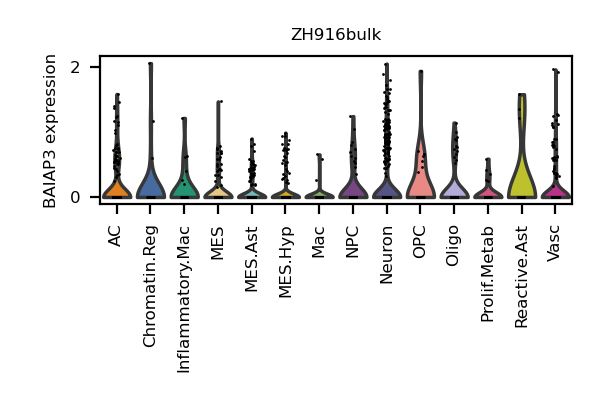 ZH916bulk
BAIAP3 expression
2
0
AC
Chromatin.Reg
Inflammatory.Mac
MES
MES.Ast
MES.Hyp
Mac
NPC
Neuron
OPC
Oligo
Prolif.Metab
Reactive.Ast
Vasc